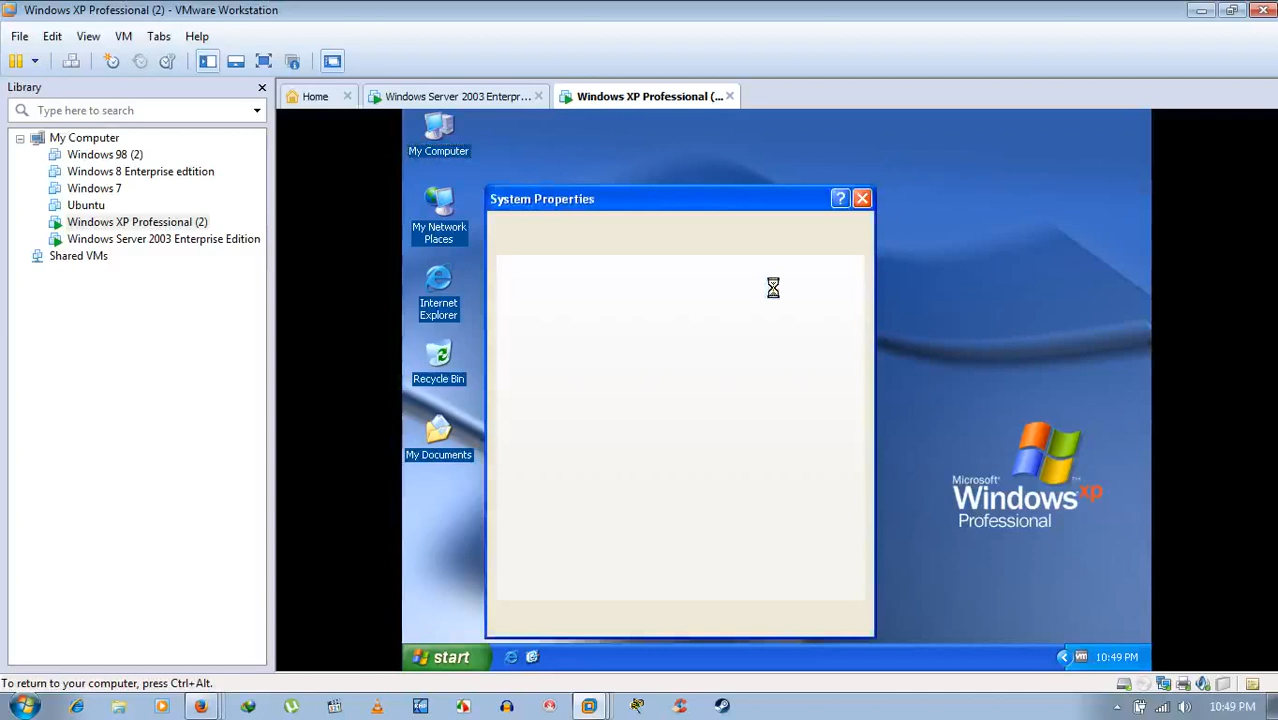 Windows XP Professional (2) - VMware Workstation
File Edit View VM Tabs Help
Library
Type here to search
My Computer
Windows 98 (2)
Windows 8 Enterprise edtition
Windows 7
Ubuntu
Windows XP Professional (2)
Windows Server 2003 Enterprise Edition
Shared VMs
Home
Windows Server 2003 Enterpr...
Windows XP Professional (...
My Computer
My Network
Places
Internet
Explorer
Recycle Bin
My Documents
System Properties
Microsoft®
Windows xp
Professional
start
10:49 PM
To return to your computer, press Ctrl+Alt.
10:49 PM